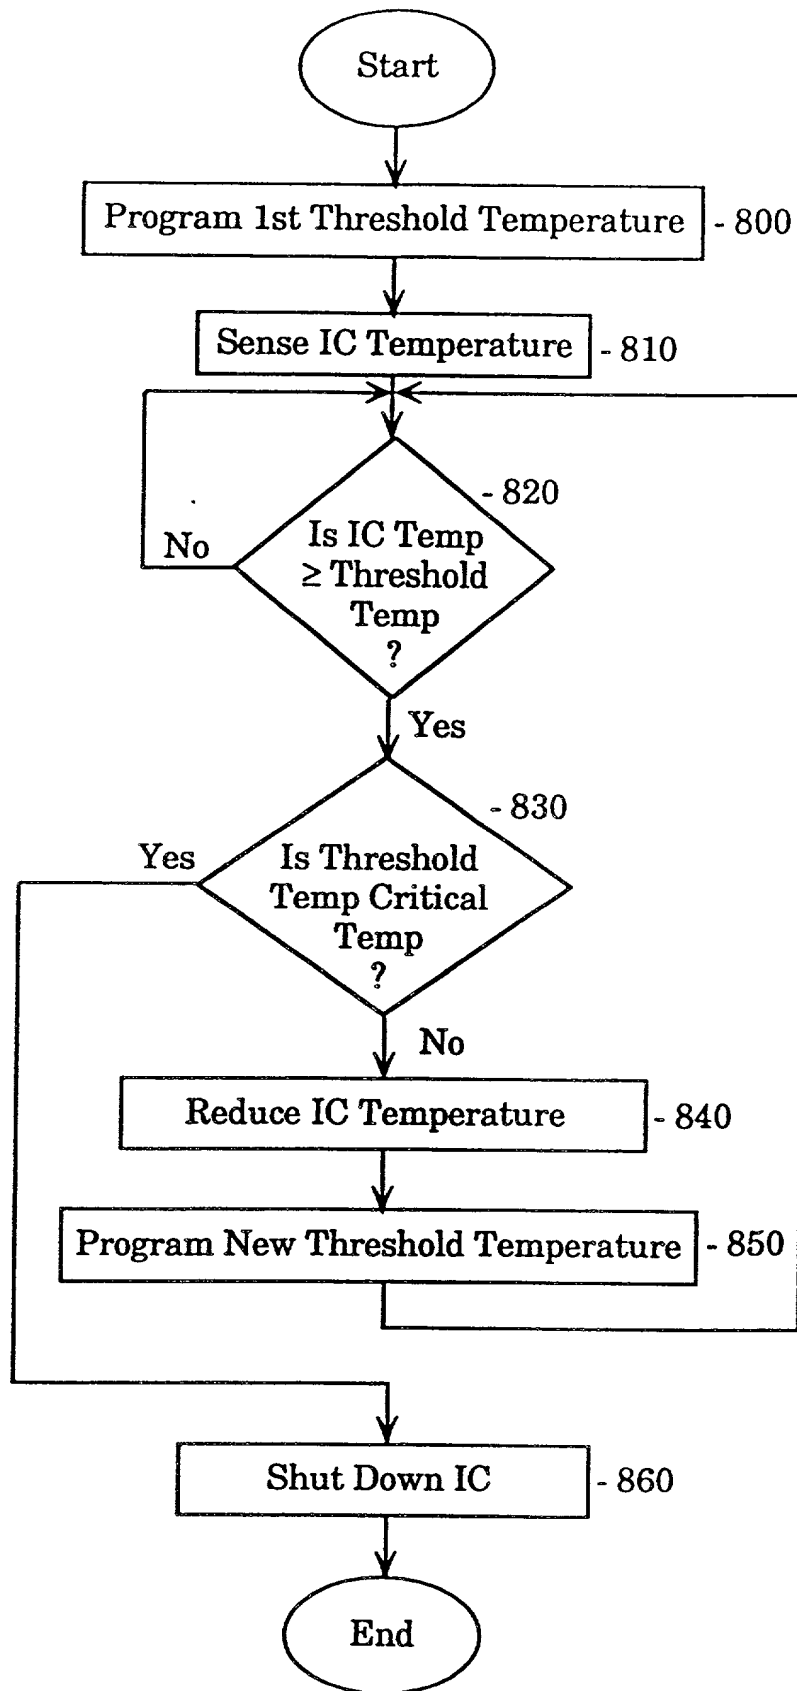 Start
Program 1st Threshold Temperature - 800
Sense IC Temperature - 810
- 820
Is IC Temp
≥ Threshold
Temp
?
No
Yes
- 830
Yes
Is Threshold
Temp Critical
Temp
?
No
Reduce IC Temperature - 840
Program New Threshold Temperature - 850
Shut Down IC - 860
End